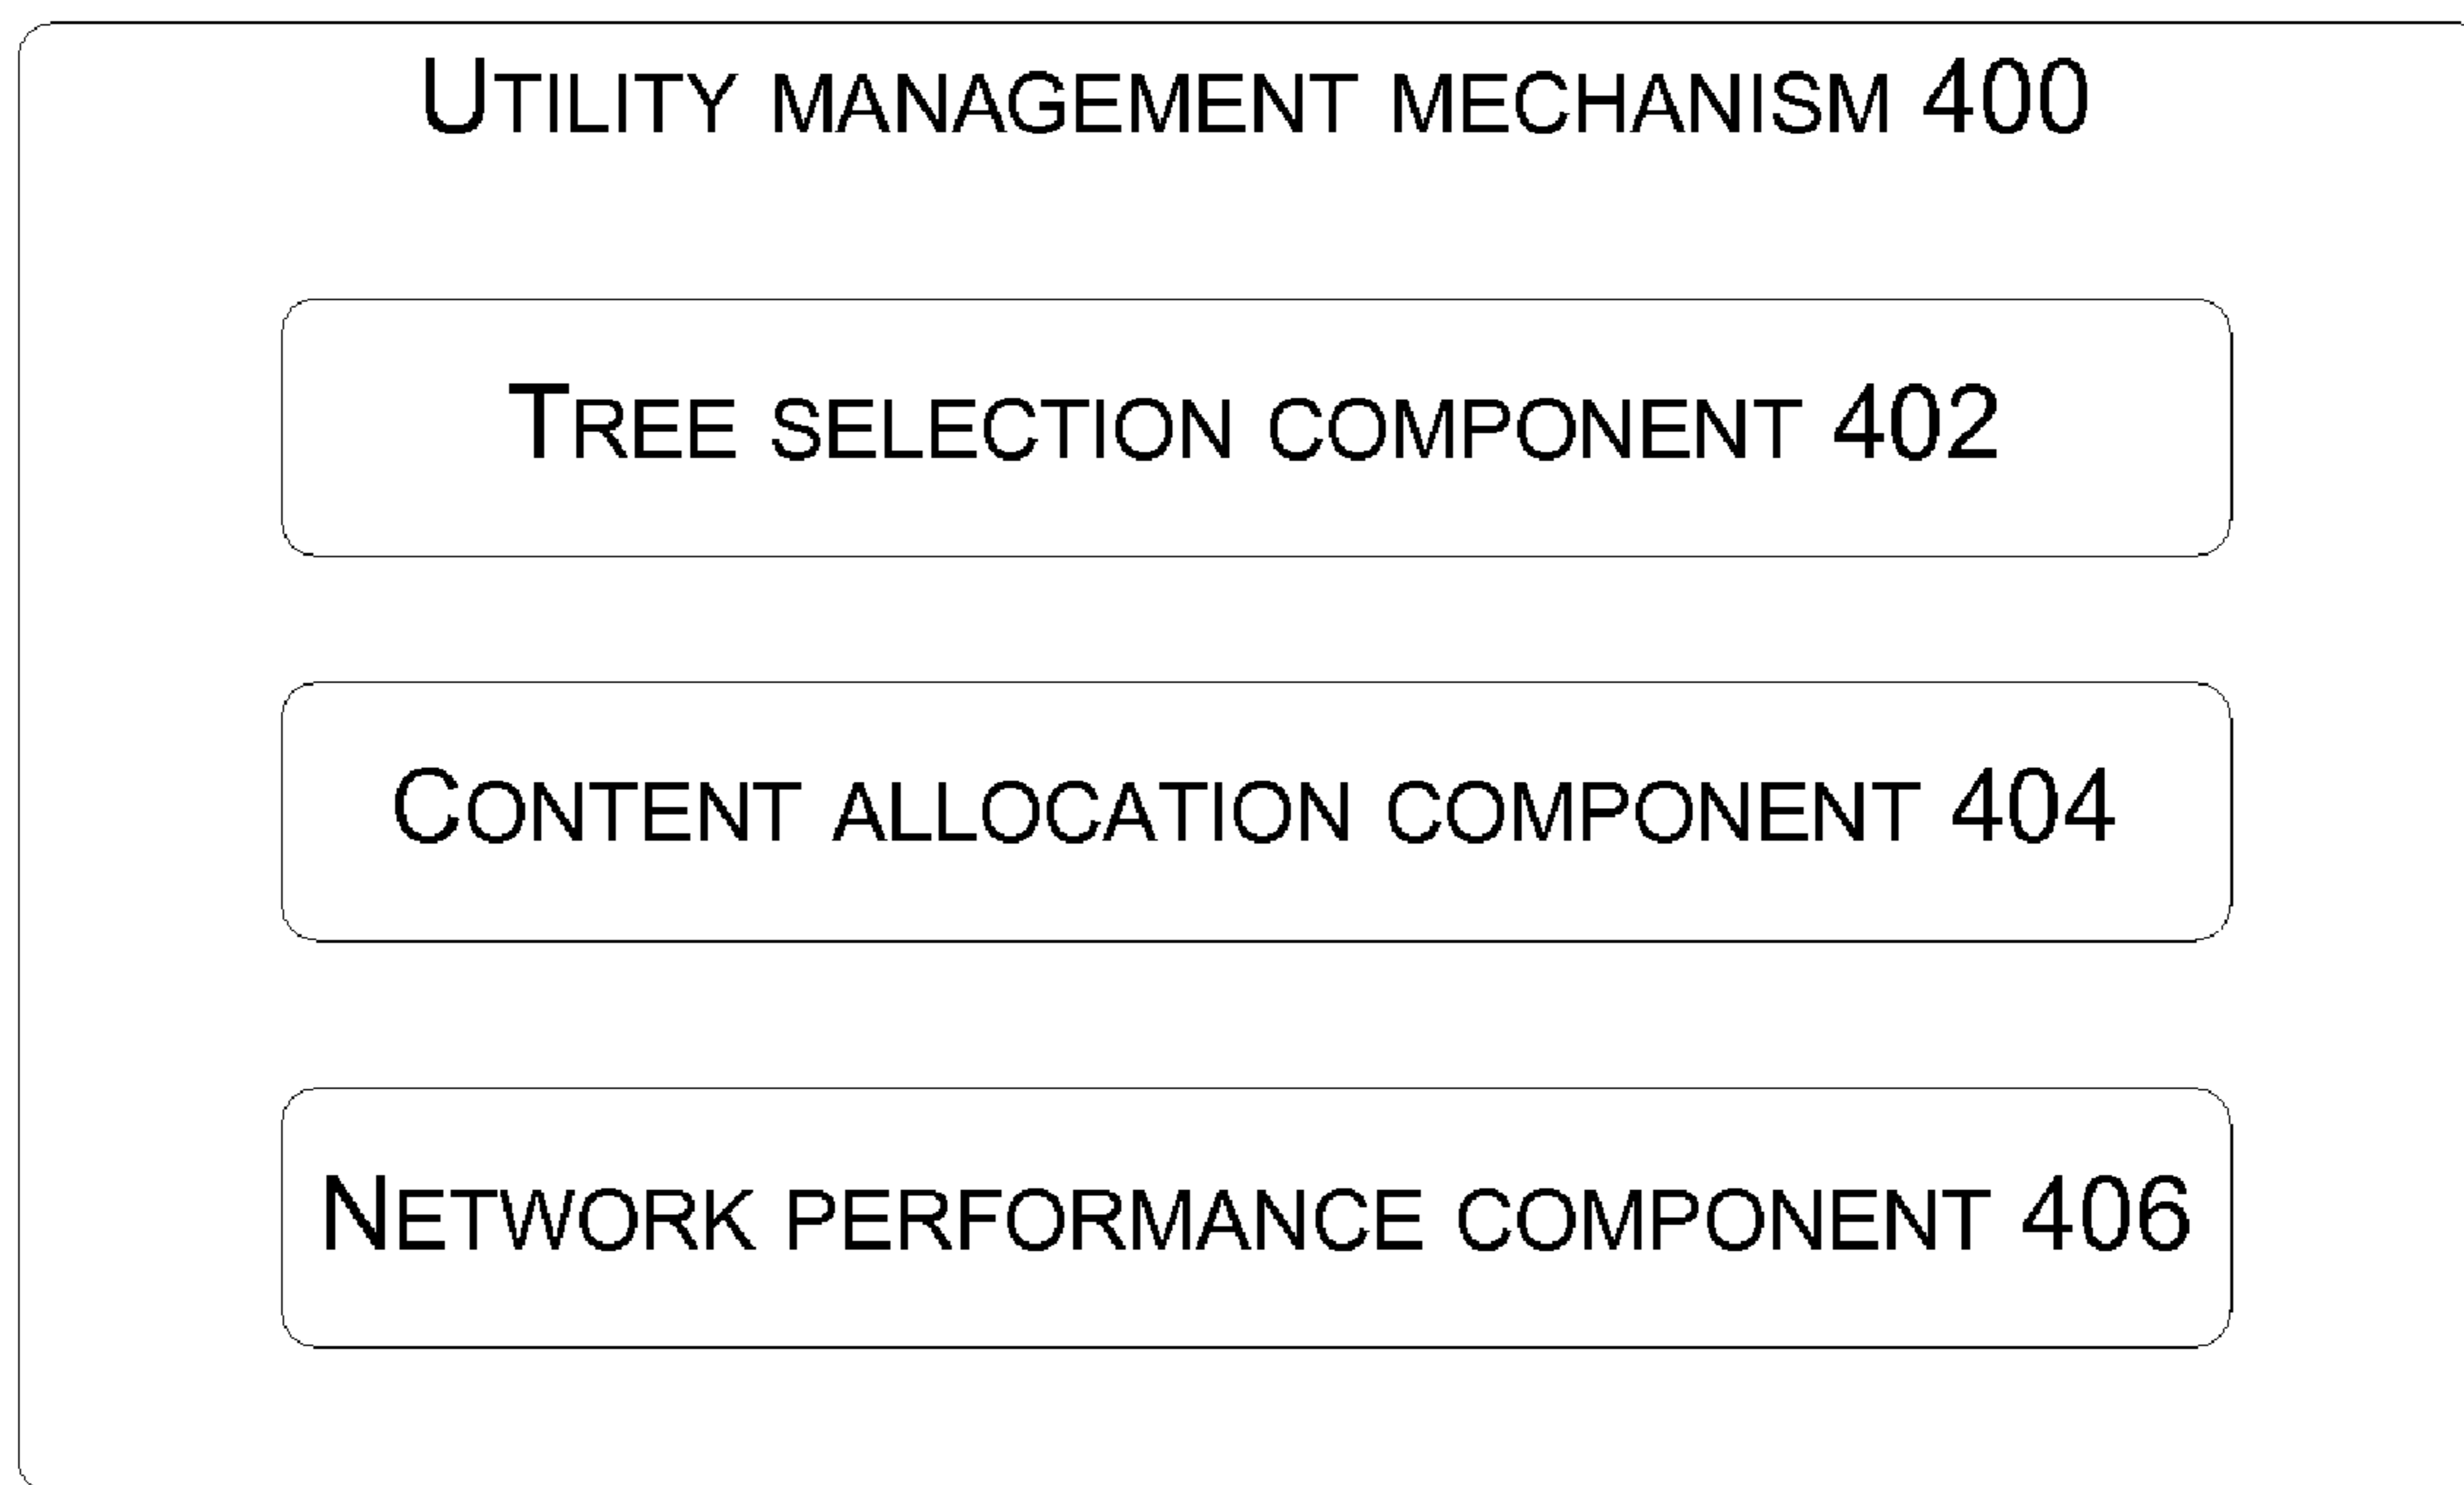 Utility management mechanism 400
Tree selection component 402
Content allocation component 404
Network performance component 406